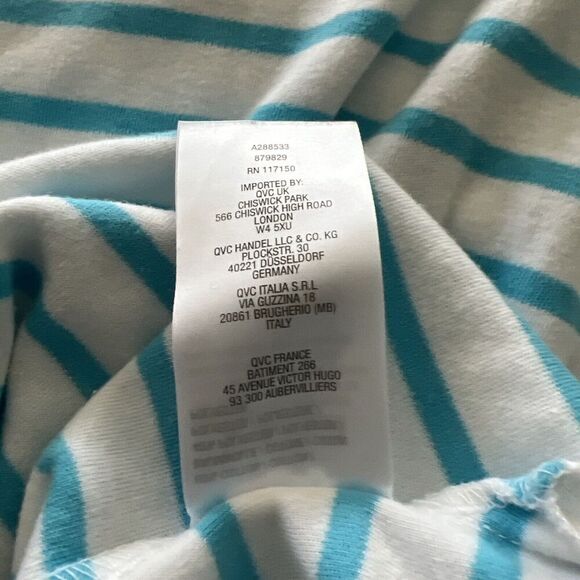 A288533
879829
RN 117150
IMPORTED BY:
QVC UK
CHISWICK PARK
566 CHISWICK HIGH ROAD
LONDON
W4 5XU
QVC HANDEL LLC & CO. KG
PLOCKSTR. 30
40221 DÜSSELDORF
GERMANY
QVC ITALIA S.R.L
VIA GUZZINA 18
20861 BRUGHERIO (MB)
ITALY
QVC FRANCE
BATIMENT 266
45 AVENUE VICTOR HUGO
93 300 AUBERVILLIERS